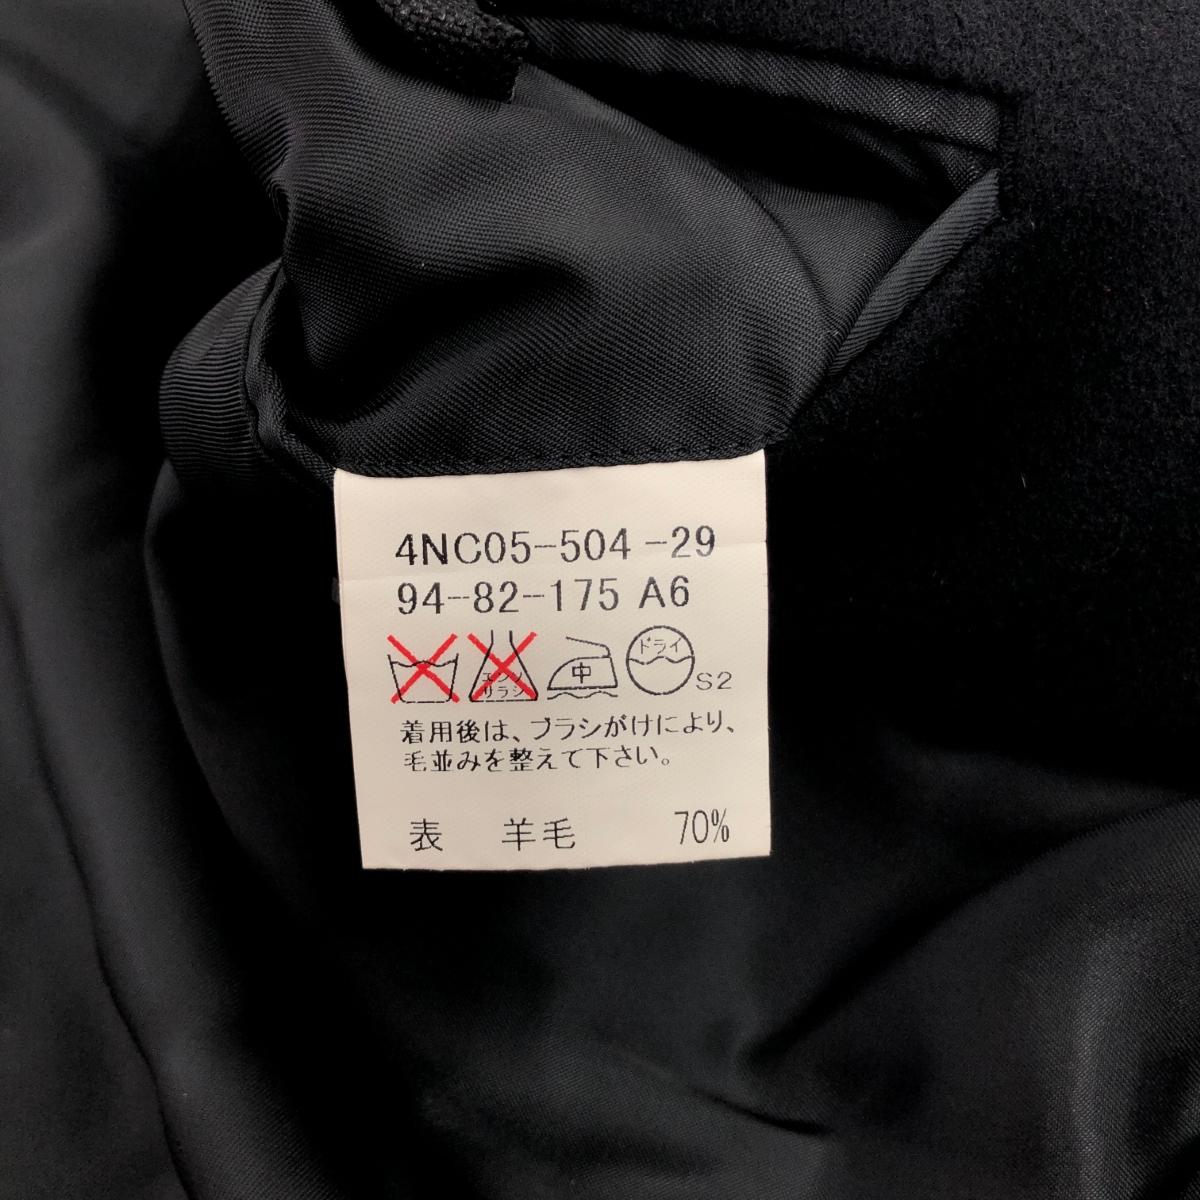 4NC05-504-29
94-82-175 A6
エンソ
リラシ
中
ドライ
S2
着用後は、ブラシがけにより、
毛並みを整えて下さい。
表 羊毛 70%